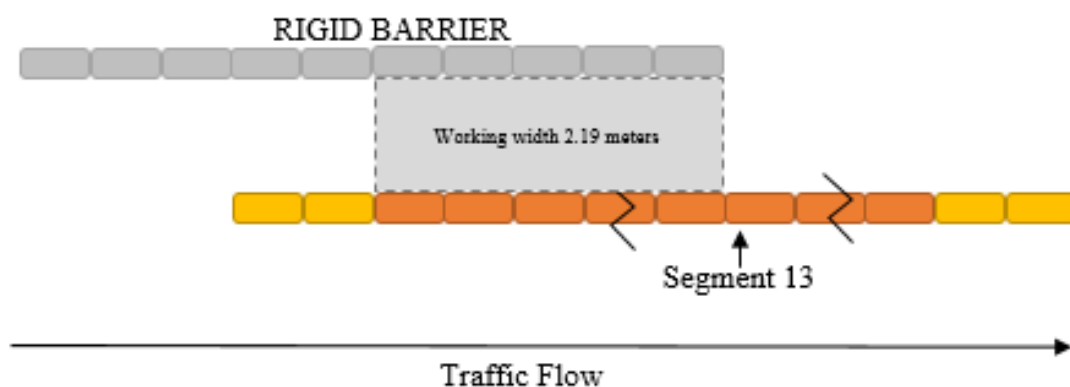 RIGID BARRIER
Working width 2.19 meters
Segment 13
Traffic Flow